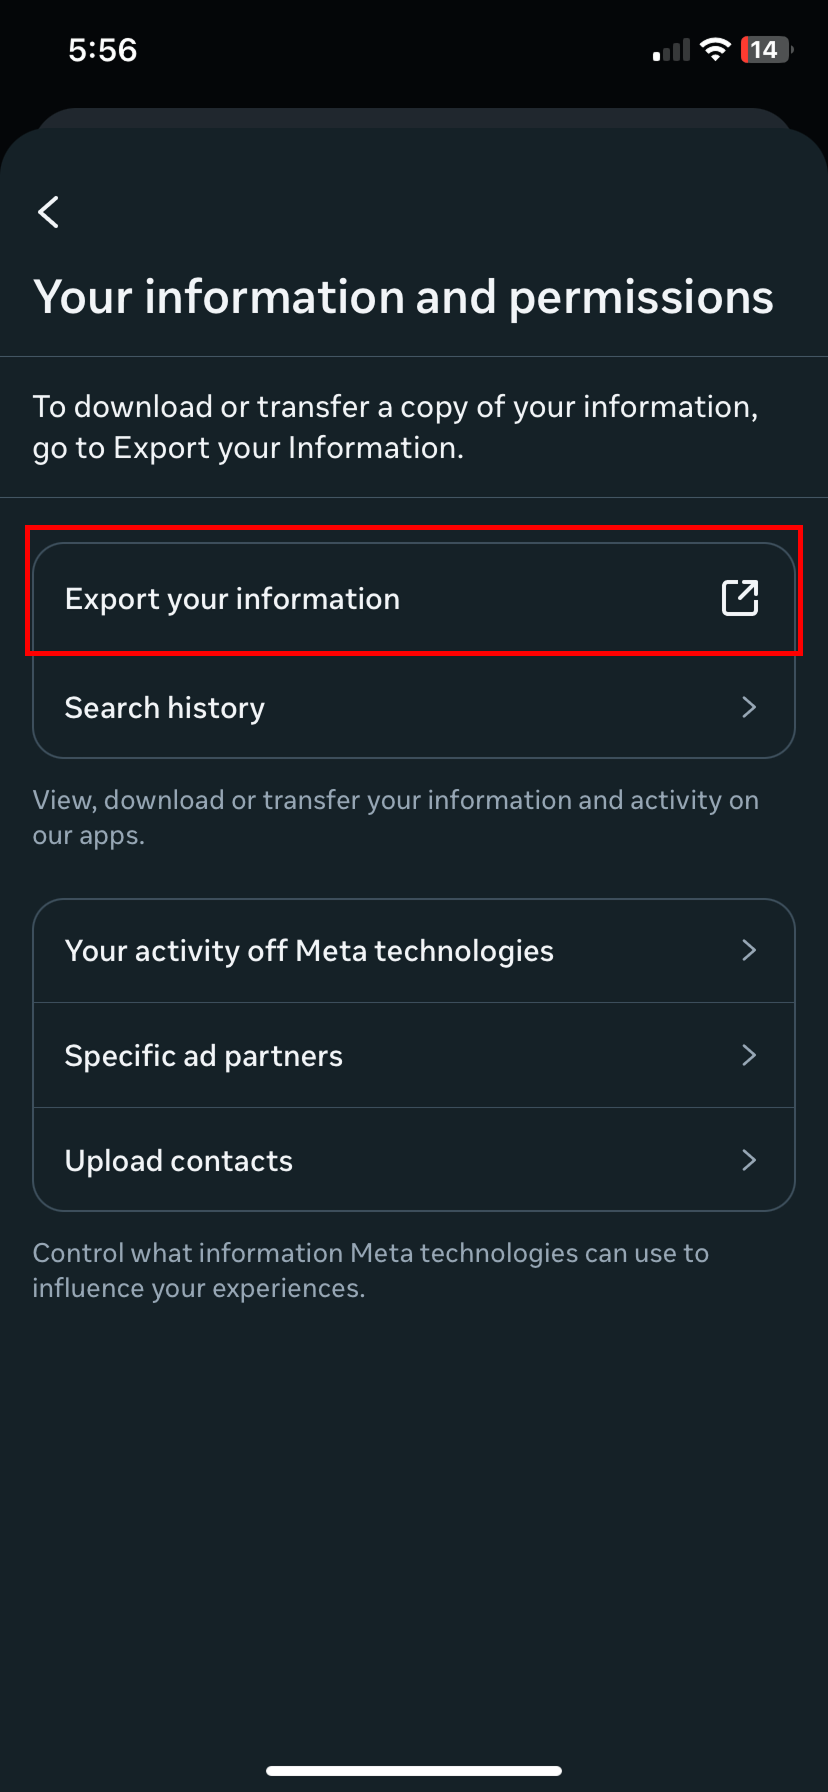 5:56
14
Your information and permissions
To download or transfer a copy of your information,
go to Export your Information.
Export your information
Search history
View, download or transfer your information and activity on
our apps.
Your activity off Meta technologies
Specific ad partners
Upload contacts
Control what information Meta technologies can use to
influence your experiences.